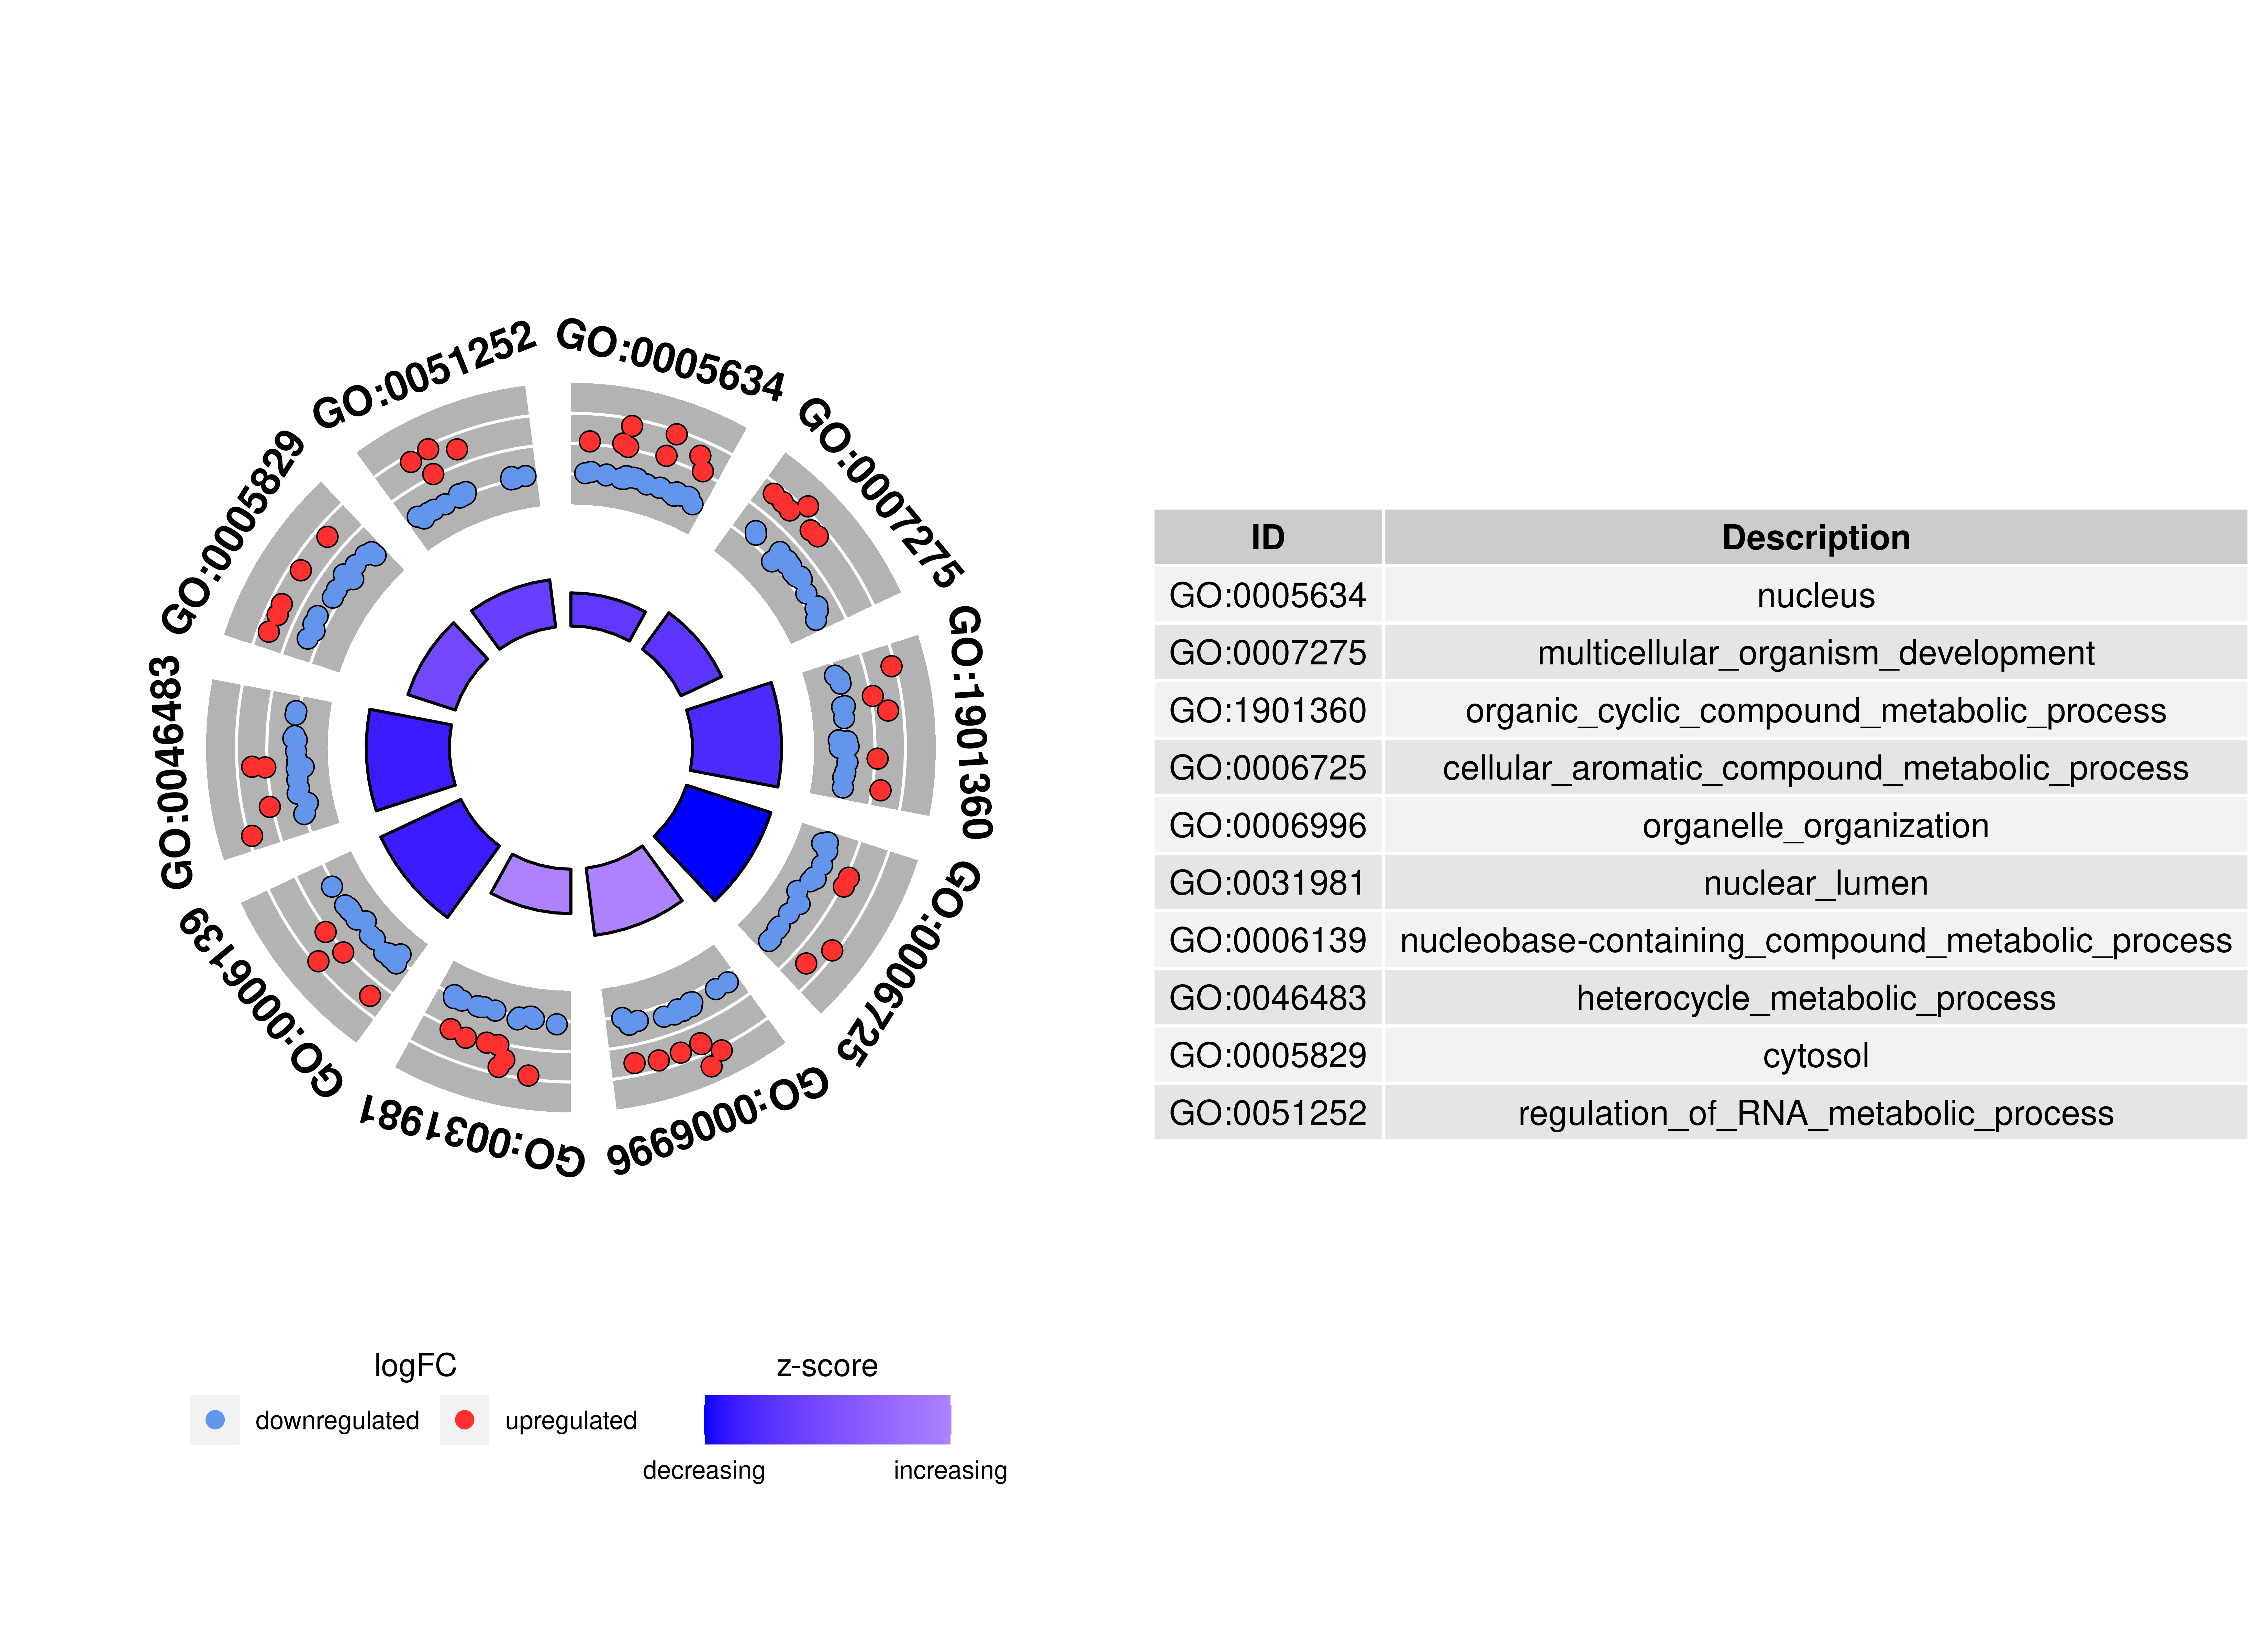 GO:0005634
GO:0007275
GO:1901360
GO:0006725
GO:0006996
GO:0031981
GO:0006139
GO:0046483
GO:0005829
GO:0051252
ID Description
GO:0005634 nucleus
GO:0007275 multicellular_organism_development
GO:1901360 organic_cyclic_compound_metabolic_process
GO:0006725 cellular_aromatic_compound_metabolic_process
GO:0006996 organelle_organization
GO:0031981 nuclear_lumen
GO:0006139 nucleobase-containing_compound_metabolic_process
GO:0046483 heterocycle_metabolic_process
GO:0005829 cytosol
GO:0051252 regulation_of_RNA_metabolic_process
logFC z-score
downregulated upregulated
decreasing increasing